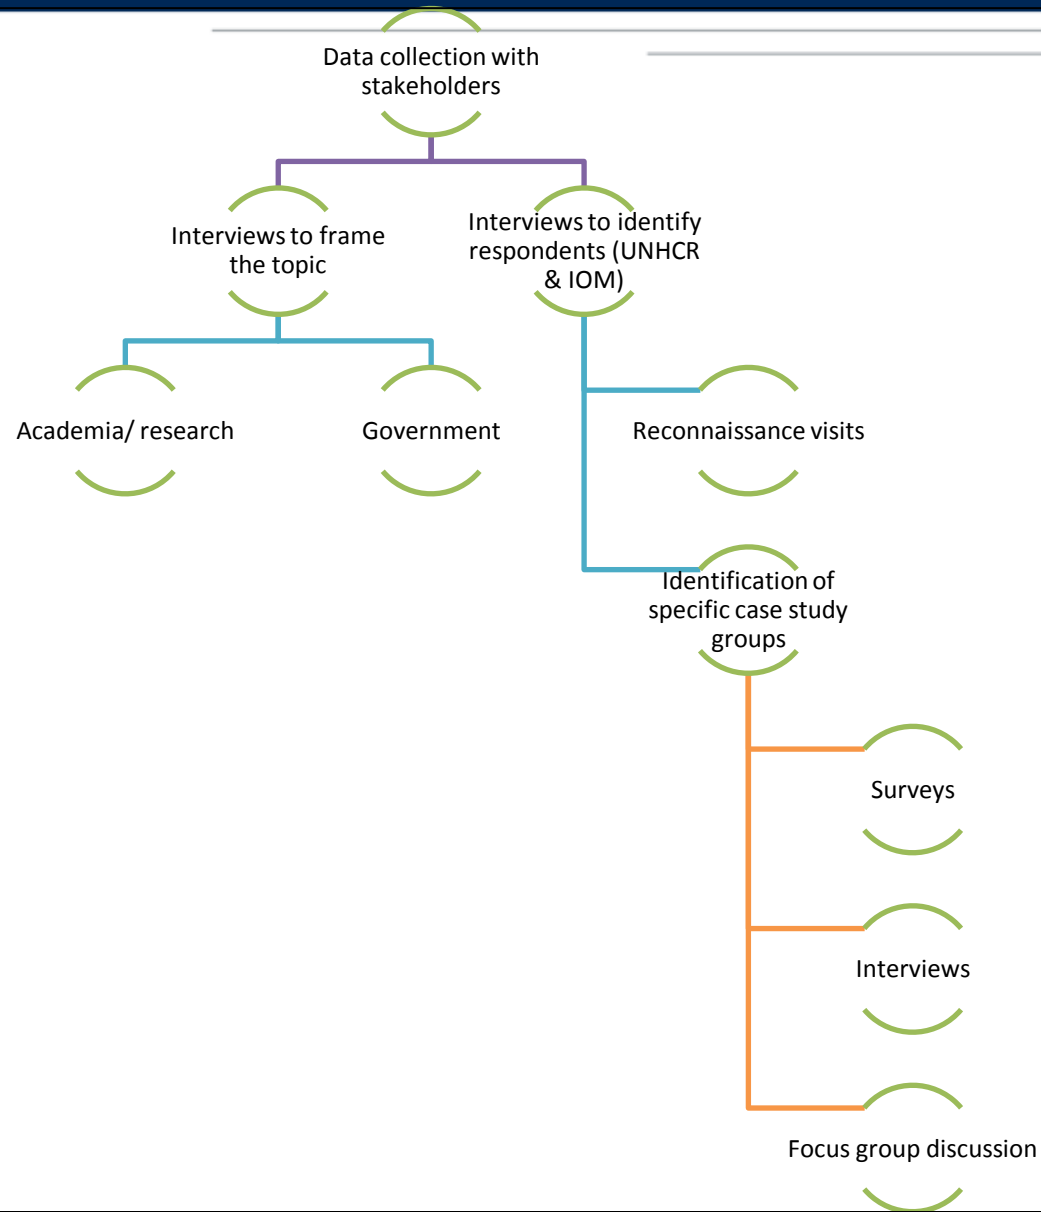 Data collection with
stakeholders
Interviews to frame
the topic
Interviews to identify
respondents (UNHCR
& IOM)
Academia/ research
Government
Reconnaissance visits
Identification of
specific case study
groups
Surveys
Interviews
Focus group discussion